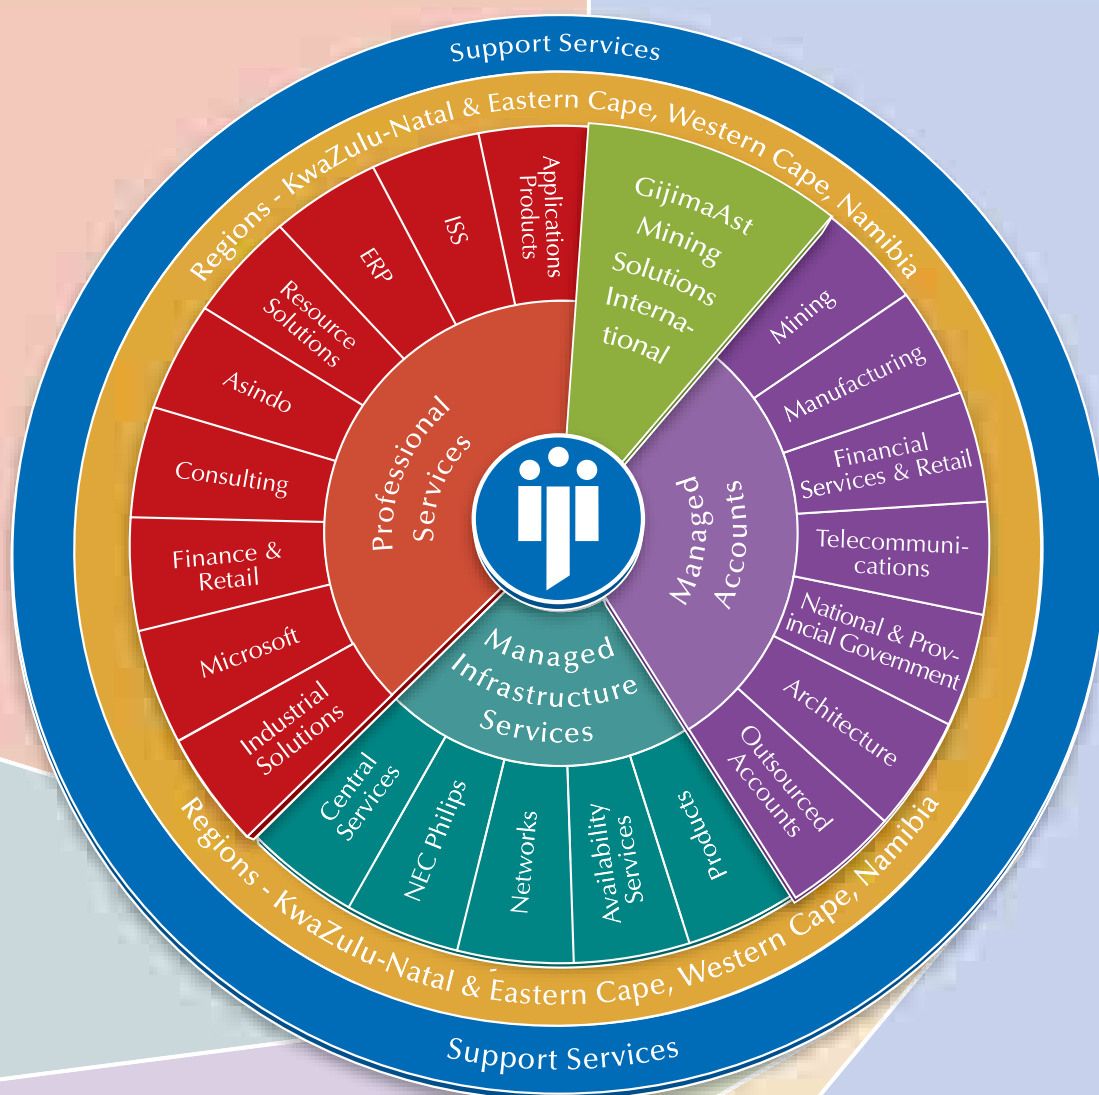 Support Services
Regions - KwaZulu-Natal & Eastern Cape, Western Cape, Namibia
GijimaAst
Mining
Solutions
Interna-
tional
Mining
Manufacturing
Financial
Services & Retail
Telecommuni-
cations
National & Prov-
incial Government
Architecture
Outsourced
Accounts
Managed
Accounts
Products
Availability
Services
Networks
NEC Philips
Central
Services
Managed
Infrastructure
Services
Industrial
Solutions
Microsoft
Finance &
Retail
Consulting
Asindo
Resource
Solutions
ERP
ISS
Applications
Products
Professional
Services
Regions - KwaZulu-Natal & Eastern Cape, Western Cape, Namibia
Support Services